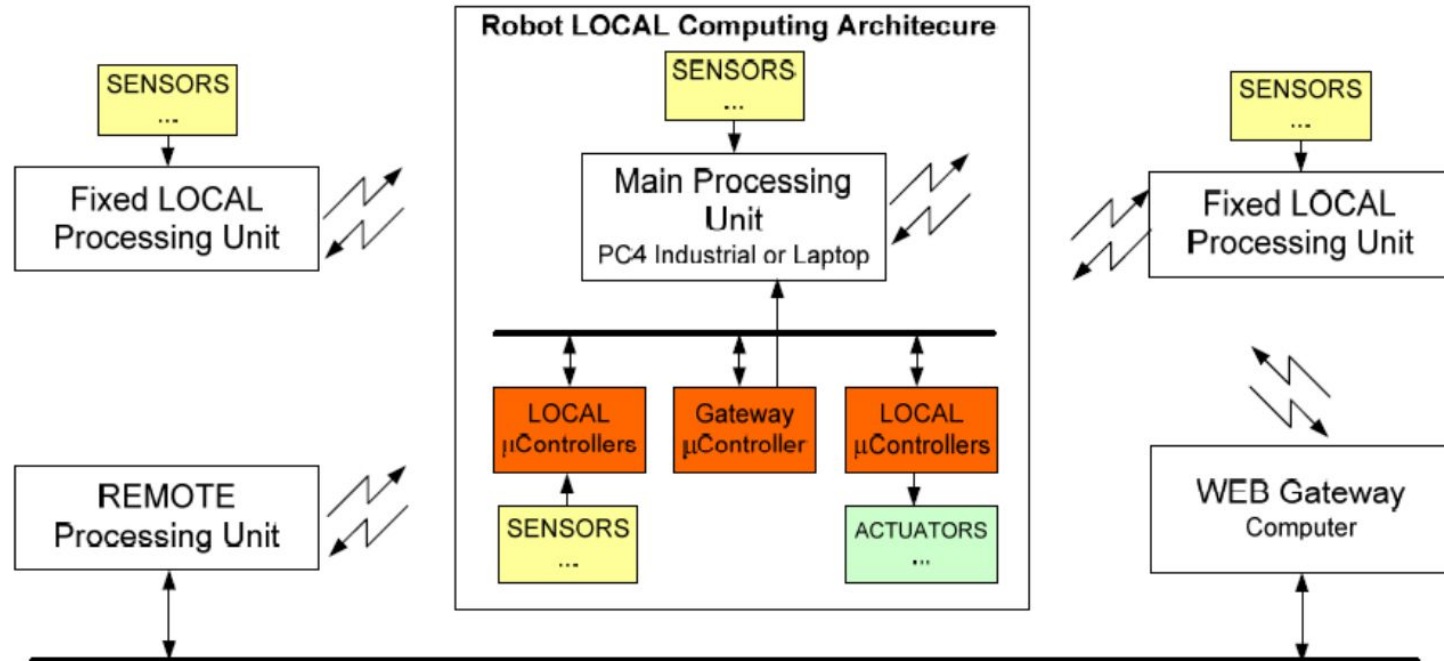 Robot LOCAL Computing Architecure
SENSORS
...
SENSORS
...
SENSORS
...
Fixed LOCAL
Processing Unit
Main Processing
Unit
PC4 Industrial or Laptop
Fixed LOCAL
Processing Unit
LOCAL
μControllers
Gateway
μController
LOCAL
μControllers
REMOTE
Processing Unit
SENSORS
...
ACTUATORS
...
WEB Gateway
Computer